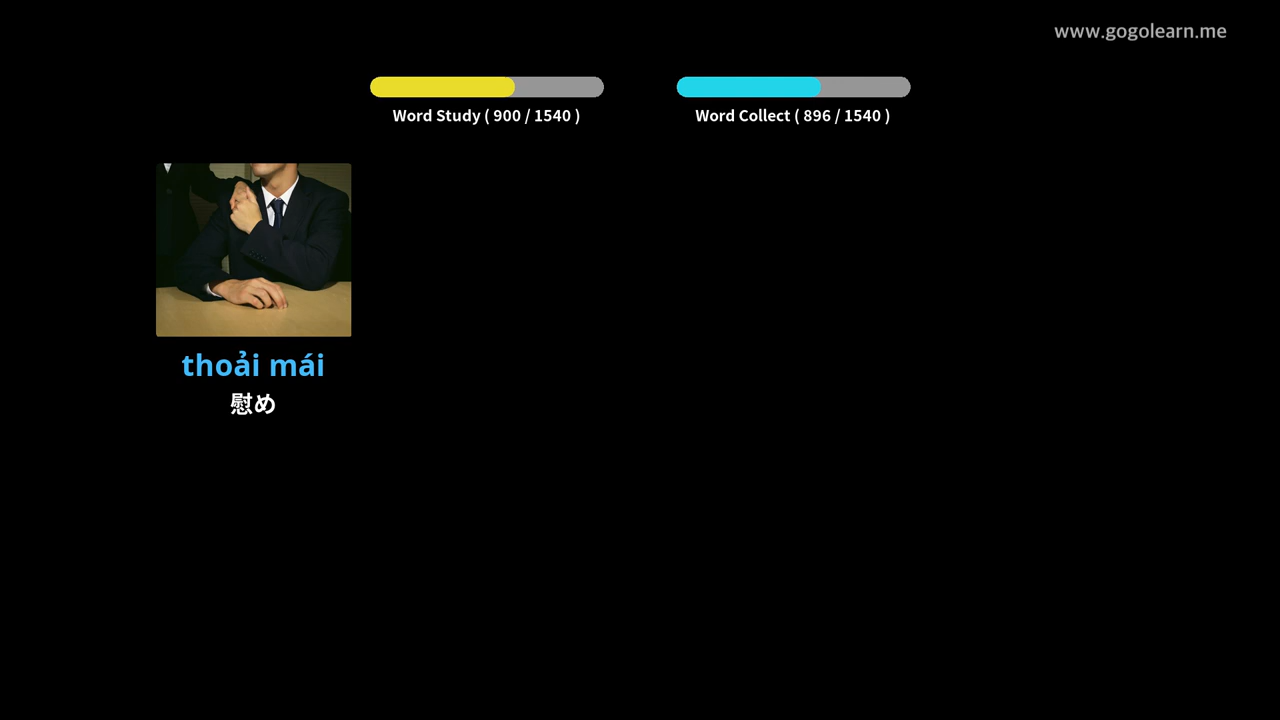 www.gogolearn.me
Word Study ( 900 / 1540 )
Word Collect ( 896 / 1540 )
thoải mái
慰め